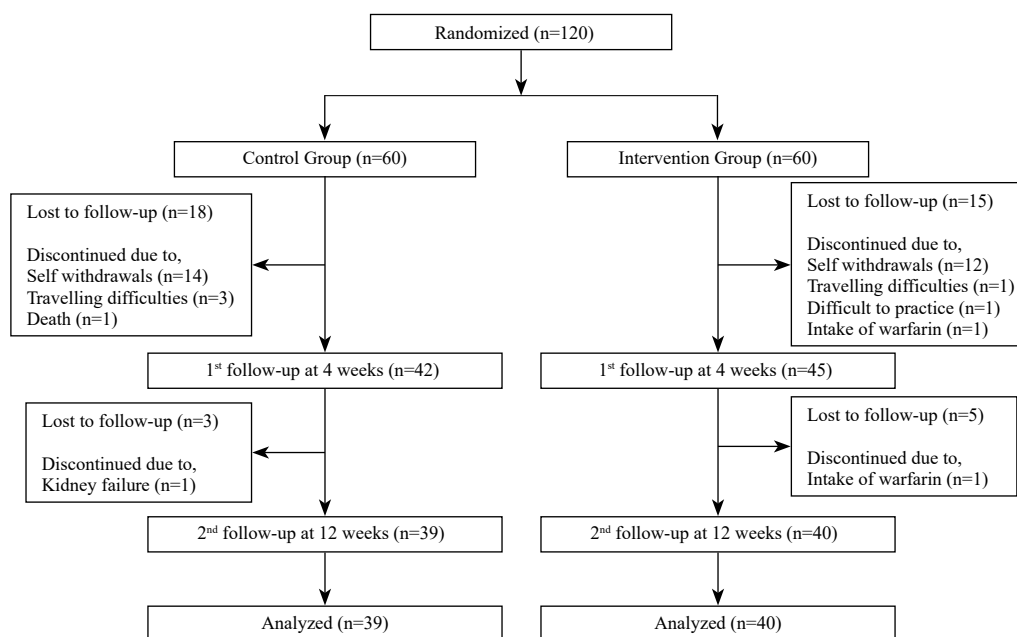 Randomized (n=120)
Control Group (n=60)
Intervention Group (n=60)
Lost to follow-up (n=18)
Discontinued due to,
Self withdrawals (n=14)
Travelling difficulties (n=3)
Death (n=1)
Lost to follow-up (n=15)
Discontinued due to,
Self withdrawals (n=12)
Travelling difficulties (n=1)
Difficult to practice (n=1)
Intake of warfarin (n=1)
1st follow-up at 4 weeks (n=42)
1st follow-up at 4 weeks (n=45)
Lost to follow-up (n=3)
Discontinued due to,
Kidney failure (n=1)
Lost to follow-up (n=5)
Discontinued due to,
Intake of warfarin (n=1)
2nd follow-up at 12 weeks (n=39)
2nd follow-up at 12 weeks (n=40)
Analyzed (n=39)
Analyzed (n=40)